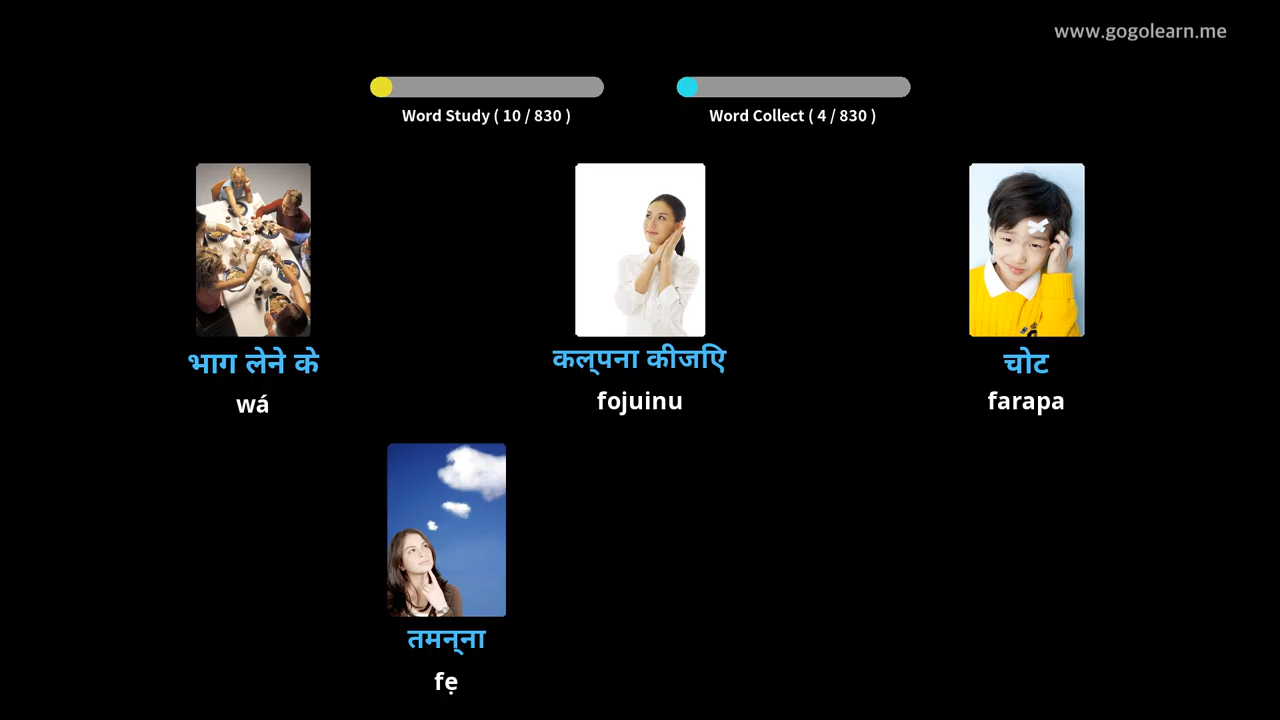 www.gogolearn.me
Word Study ( 10 / 830 )
Word Collect ( 4 / 830 )
भाग लेने के
wá
कल्पना कीजिए
fojuinu
चोट
farapa
तमन्ना
fẹ